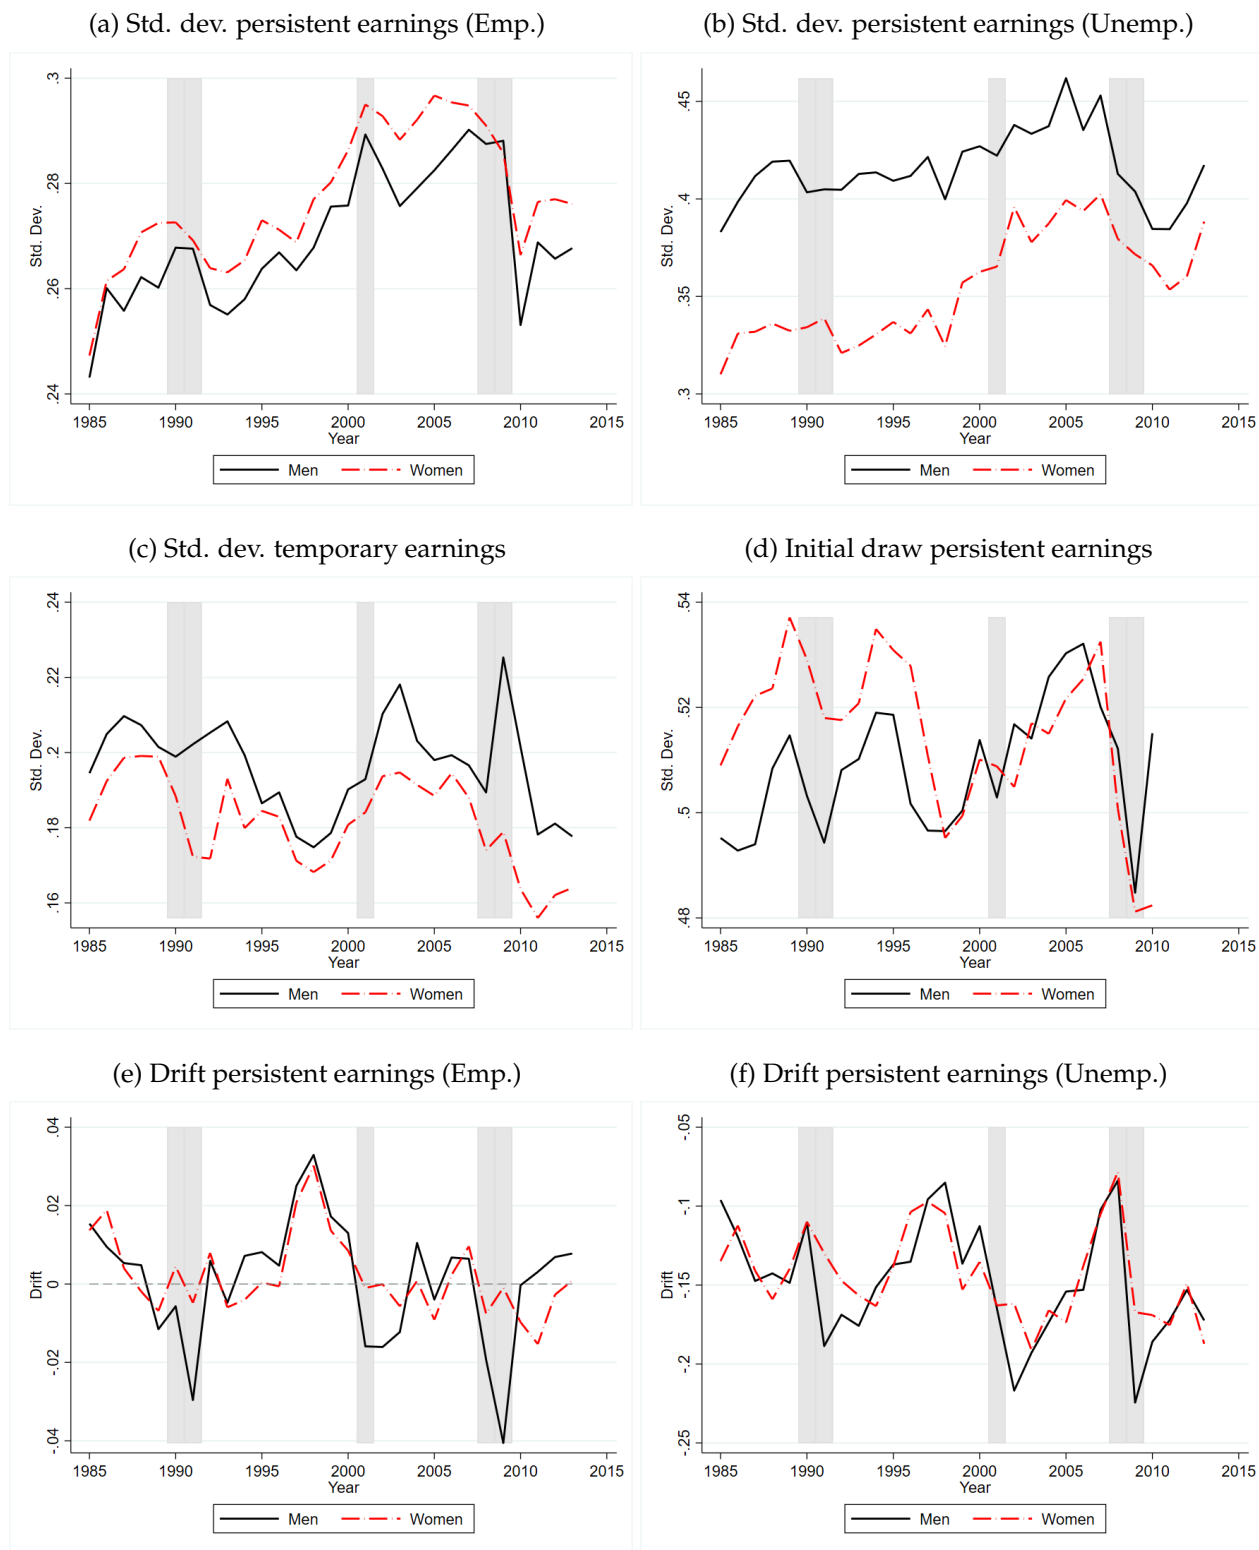 (a) Std. dev. persistent earnings (Emp.)
Std. Dev.
.3
.28
.26
.24
1985 1990 1995 2000 2005 2010 2015
Year
Men Women
(b) Std. dev. persistent earnings (Unemp.)
Std. Dev.
.45
.4
.35
.3
1985 1990 1995 2000 2005 2010 2015
Year
Men Women
(c) Std. dev. temporary earnings
Std. Dev.
.24
.22
.2
.18
.16
1985 1990 1995 2000 2005 2010 2015
Year
Men Women
(d) Initial draw persistent earnings
Std. Dev.
.54
.52
.5
.48
1985 1990 1995 2000 2005 2010 2015
Year
Men Women
(e) Drift persistent earnings (Emp.)
Drift
.04
.02
0
-.02
-.04
1985 1990 1995 2000 2005 2010 2015
Year
Men Women
(f) Drift persistent earnings (Unemp.)
Drift
-.05
-.1
-.15
-.2
-.25
1985 1990 1995 2000 2005 2010 2015
Year
Men Women